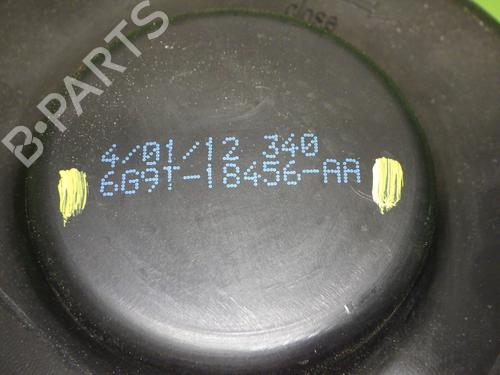 close
4/01/12 340
6G9T-18456-AA
B-PARTS